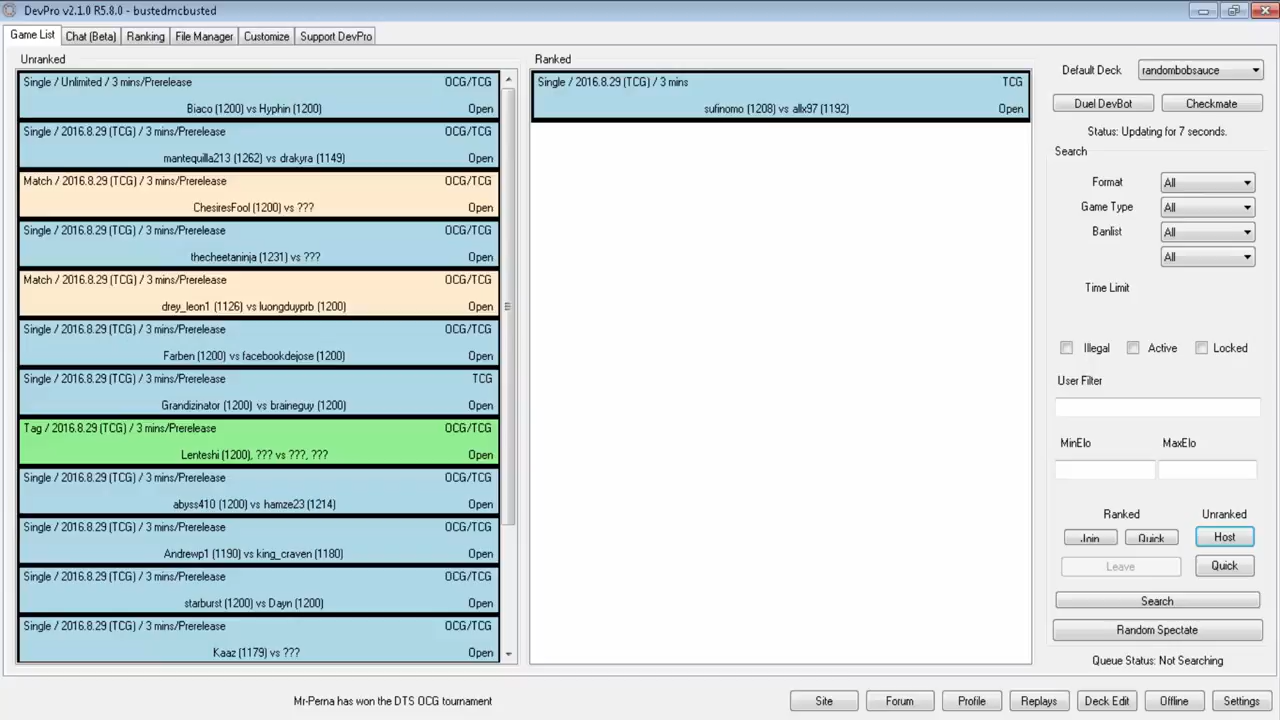 DevPro v2.1.0 R5.8.0 - bustedmcbusted
Game List Chat (Beta) Ranking File Manager Customize Support DevPro
Unranked
Single / Unlimited / 3 mins/Prerelease OCG/TCG
Biaco (1200) vs Hyphin (1200) Open
Single / 2016.8.29 (TCG) / 3 mins/Prerelease OCG/TCG
mantequilla213 (1262) vs drakyra (1149) Open
Match / 2016.8.29 (TCG) / 3 mins/Prerelease OCG/TCG
ChesiresFool (1200) vs ??? Open
Single / 2016.8.29 (TCG) / 3 mins/Prerelease OCG/TCG
thecheetaninja (1231) vs ??? Open
Match / 2016.8.29 (TCG) / 3 mins/Prerelease OCG/TCG
drey_leon1 (1126) vs luongduyprb (1200) Open
Single / 2016.8.29 (TCG) / 3 mins/Prerelease OCG/TCG
Farben (1200) vs facebookdejose (1200) Open
Single / 2016.8.29 (TCG) / 3 mins/Prerelease TCG
Grandizinator (1200) vs braineguy (1200) Open
Tag / 2016.8.29 (TCG) / 3 mins/Prerelease OCG/TCG
Lenteshi (1200), ??? vs ???, ??? Open
Single / 2016.8.29 (TCG) / 3 mins/Prerelease OCG/TCG
abyss410 (1200) vs hamze23 (1214) Open
Single / 2016.8.29 (TCG) / 3 mins/Prerelease OCG/TCG
Andrewp1 (1190) vs king_craven (1180) Open
Single / 2016.8.29 (TCG) / 3 mins/Prerelease OCG/TCG
starburst (1200) vs Dayn (1200) Open
Single / 2016.8.29 (TCG) / 3 mins/Prerelease OCG/TCG
Kaaz (1179) vs ??? Open
Ranked
Single / 2016.8.29 (TCG) / 3 mins TCG
sufinomo (1208) vs allx97 (1192) Open
Default Deck randombobsauce
Duel DevBot Checkmate
Status: Updating for 7 seconds.
Search
Format All
Game Type All
Banlist All
All
Time Limit
Illegal Active Locked
User Filter
MinElo MaxElo
Ranked Unranked
Join Quick Host
Leave Quick
Search
Random Spectate
Queue Status: Not Searching
Mr-Perna has won the DTS OCG tournament
Site Forum Profile Replays Deck Edit Offline Settings